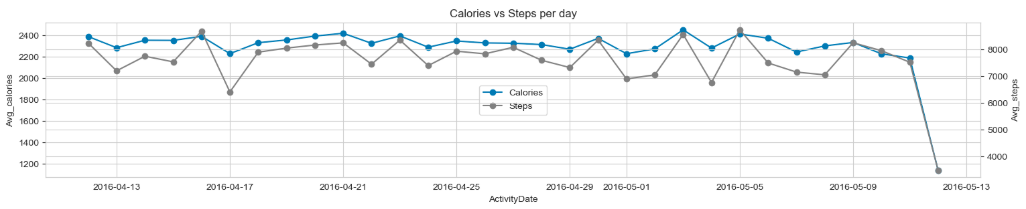 Calories vs Steps per day
Avg_calories
2400
2200
2000
1800
1600
1400
1200
Calories
Steps
8000
7000
6000
5000
4000
Avg_steps
2016-04-13 2016-04-17 2016-04-21 2016-04-25 2016-04-29 2016-05-01 2016-05-05 2016-05-09 2016-05-13
ActivityDate